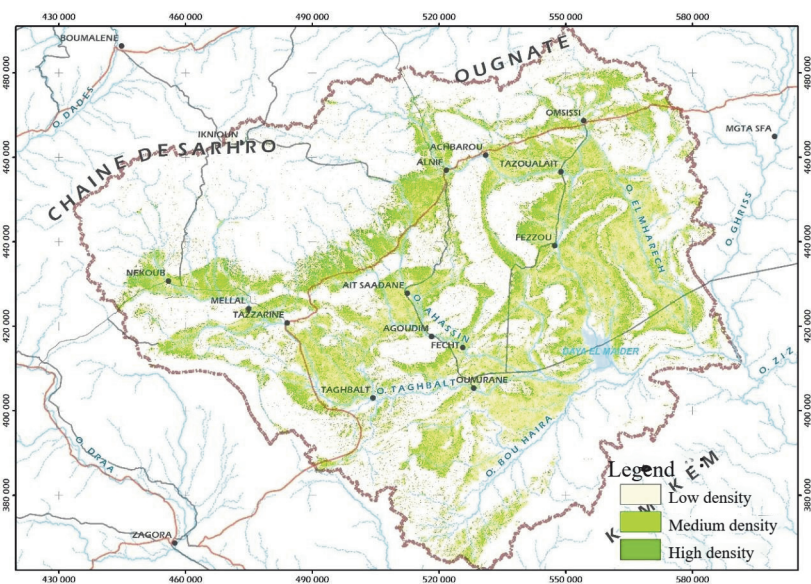 430 000 460 000 490 000 520 000 550 000 580 000
BOUMALENE
OUGNATE
480 000
480 000
O. DADES
OMSISSI
MGTA SFA
IKNIOUN
CHAINE DE SARHRO
ACHBAROU
460 000
460 000
ALNIF
TAZOUALAIT
O. EL MHARECH
O. GHRISS
440 000
440 000
FEZZOU
NEKOUB
AIT SAADANE
MELLAL
O. AHASSIN
TAZZARINE
420 000
420 000
AGOUDIM
FECHT
DAYA EL MAIDER
O. ZIZ
TAGHBALT
O. TAGHBALT
OUMJRANE
400 000
400 000
O. DRAA
O. BOU HAIRA
Legend
380 000
380 000
Low density
Medium density
High density
ZAGORA
430 000 460 000 490 000 520 000 550 000 580 000